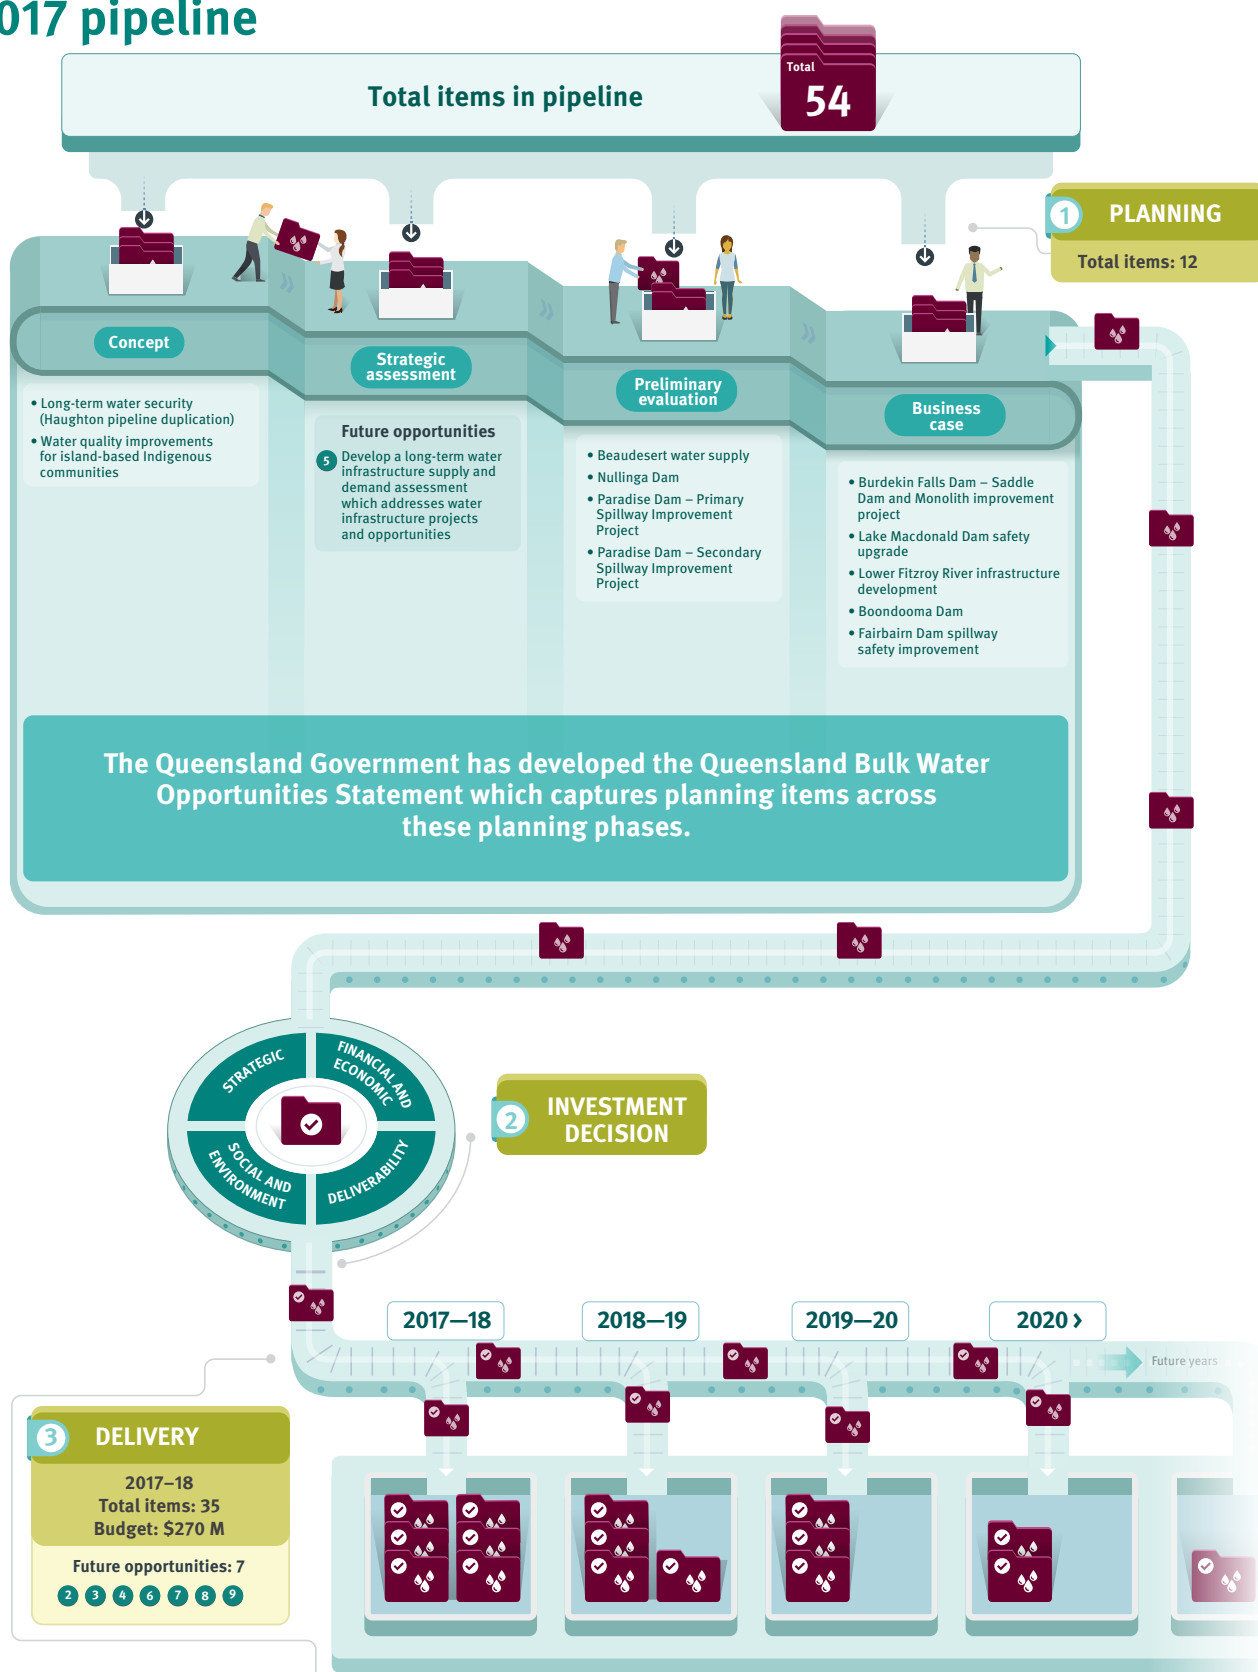 017 pipeline
Total items in pipeline
Total
54
1
PLANNING
Total items: 12
Concept
• Long-term water security
(Haughton pipeline duplication)
• Water quality improvements
for island-based Indigenous
communities
Strategic
assessment
Future opportunities
5 Develop a long-term water
infrastructure supply and
demand assessment
which addresses water
infrastructure projects
and opportunities
Preliminary
evaluation
• Beaudesert water supply
• Nullinga Dam
• Paradise Dam – Primary
Spillway Improvement
Project
• Paradise Dam – Secondary
Spillway Improvement
Project
Business
case
• Burdekin Falls Dam – Saddle
Dam and Monolith improvement
project
• Lake Macdonald Dam safety
upgrade
• Lower Fitzroy River infrastructure
development
• Boondooma Dam
• Fairbairn Dam spillway
safety improvement
The Queensland Government has developed the Queensland Bulk Water
Opportunities Statement which captures planning items across
these planning phases.
STRATEGIC
FINANCIAL AND
ECONOMIC
SOCIAL AND
ENVIRONMENT
DELIVERABILITY
2
INVESTMENT
DECISION
2017—18
2018—19
2019—20
2020 ›
Future years
3
DELIVERY
2017–18
Total items: 35
Budget: $270 M
Future opportunities: 7
2 3 4 6 7 8 9